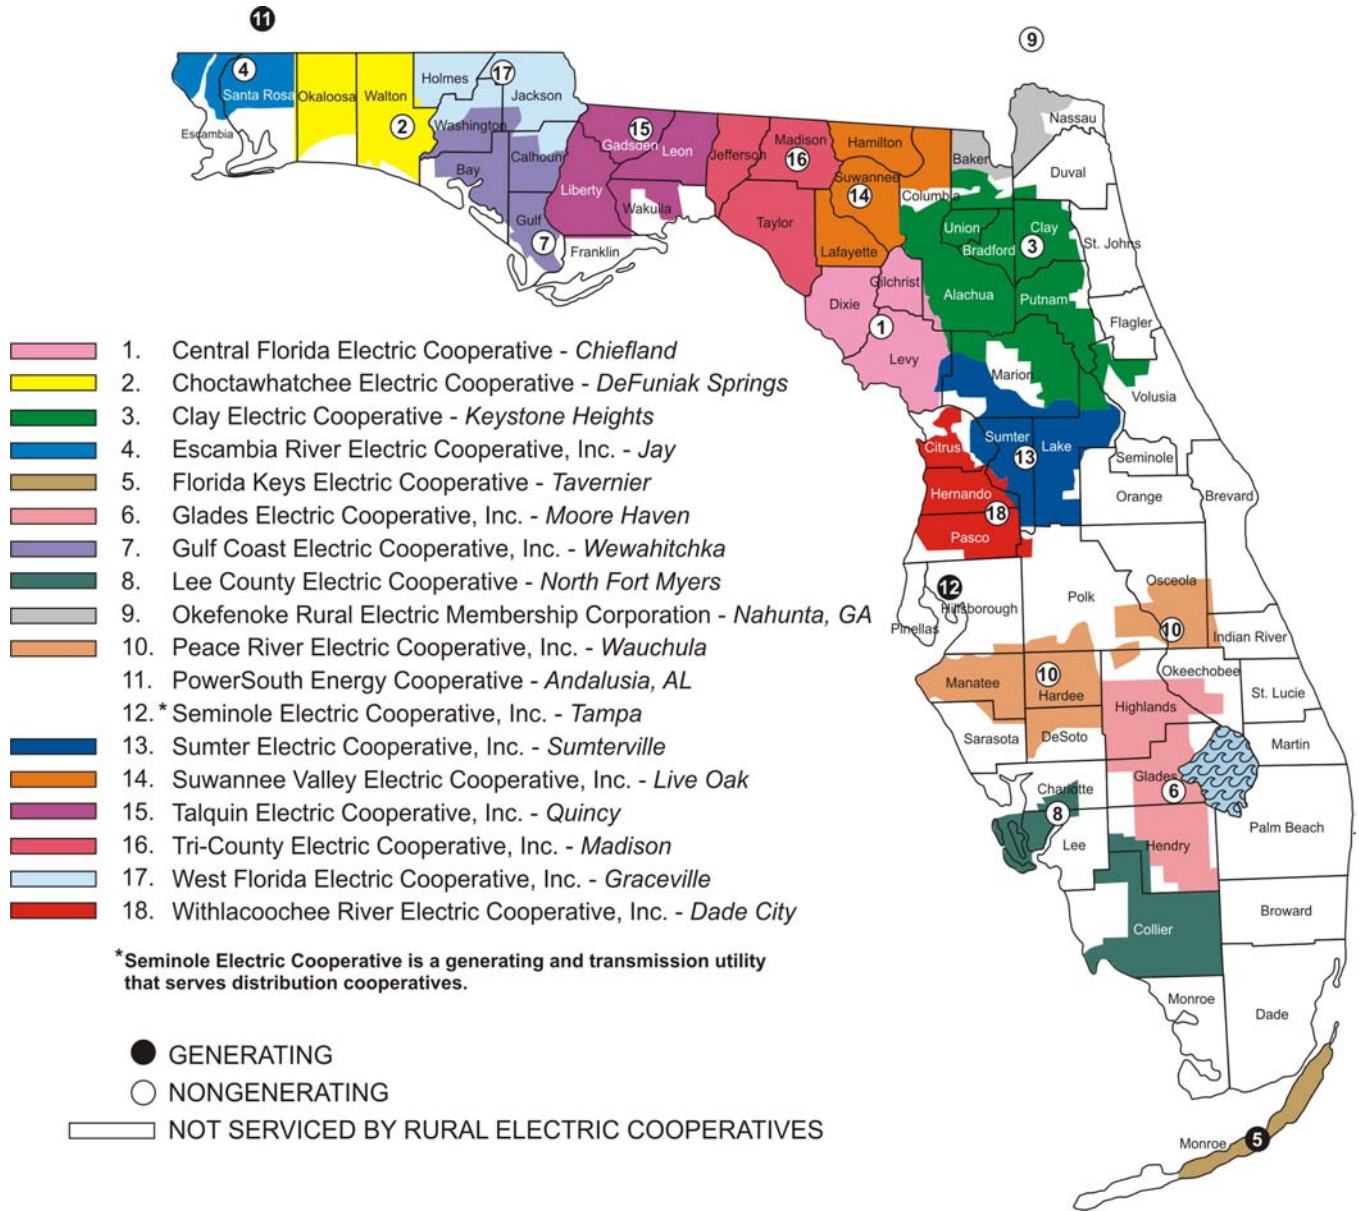 11
9
4
Santa Rosa
Escambia
Okaloosa
Walton
2
Holmes
17
Jackson
Washington
Bay
Calhoun
Gulf
7
Franklin
15
Gadsden
Leon
Liberty
Wakulla
Jefferson
Madison
16
Taylor
Hamilton
Suwannee
14
Lafayette
Columbia
Baker
Nassau
Duval
Union
Bradford
Clay
3
St. Johns
Alachua
Putnam
Flagler
Gilchrist
Dixie
1
Levy
Marion
Volusia
Citrus
Sumter
Lake
13
Seminole
Orange
Brevard
Hernando
18
Pasco
12
Hillsborough
Pinellas
Polk
Osceola
10
Indian River
Manatee
10
Hardee
Okeechobee
St. Lucie
Highlands
Sarasota
DeSoto
Martin
Charlotte
8
Glades
6
Lee
Hendry
Palm Beach
Collier
Broward
Monroe
Dade
Monroe
5
1. Central Florida Electric Cooperative - Chiefland
2. Choctawhatchee Electric Cooperative - DeFuniak Springs
3. Clay Electric Cooperative - Keystone Heights
4. Escambia River Electric Cooperative, Inc. - Jay
5. Florida Keys Electric Cooperative - Tavernier
6. Glades Electric Cooperative, Inc. - Moore Haven
7. Gulf Coast Electric Cooperative, Inc. - Wewahitchka
8. Lee County Electric Cooperative - North Fort Myers
9. Okefenoke Rural Electric Membership Corporation - Nahunta, GA
10. Peace River Electric Cooperative, Inc. - Wauchula
11. PowerSouth Energy Cooperative - Andalusia, AL
12.* Seminole Electric Cooperative, Inc. - Tampa
13. Sumter Electric Cooperative, Inc. - Sumterville
14. Suwannee Valley Electric Cooperative, Inc. - Live Oak
15. Talquin Electric Cooperative, Inc. - Quincy
16. Tri-County Electric Cooperative, Inc. - Madison
17. West Florida Electric Cooperative, Inc. - Graceville
18. Withlacoochee River Electric Cooperative, Inc. - Dade City
*Seminole Electric Cooperative is a generating and transmission utility
that serves distribution cooperatives.
GENERATING
NONGENERATING
NOT SERVICED BY RURAL ELECTRIC COOPERATIVES